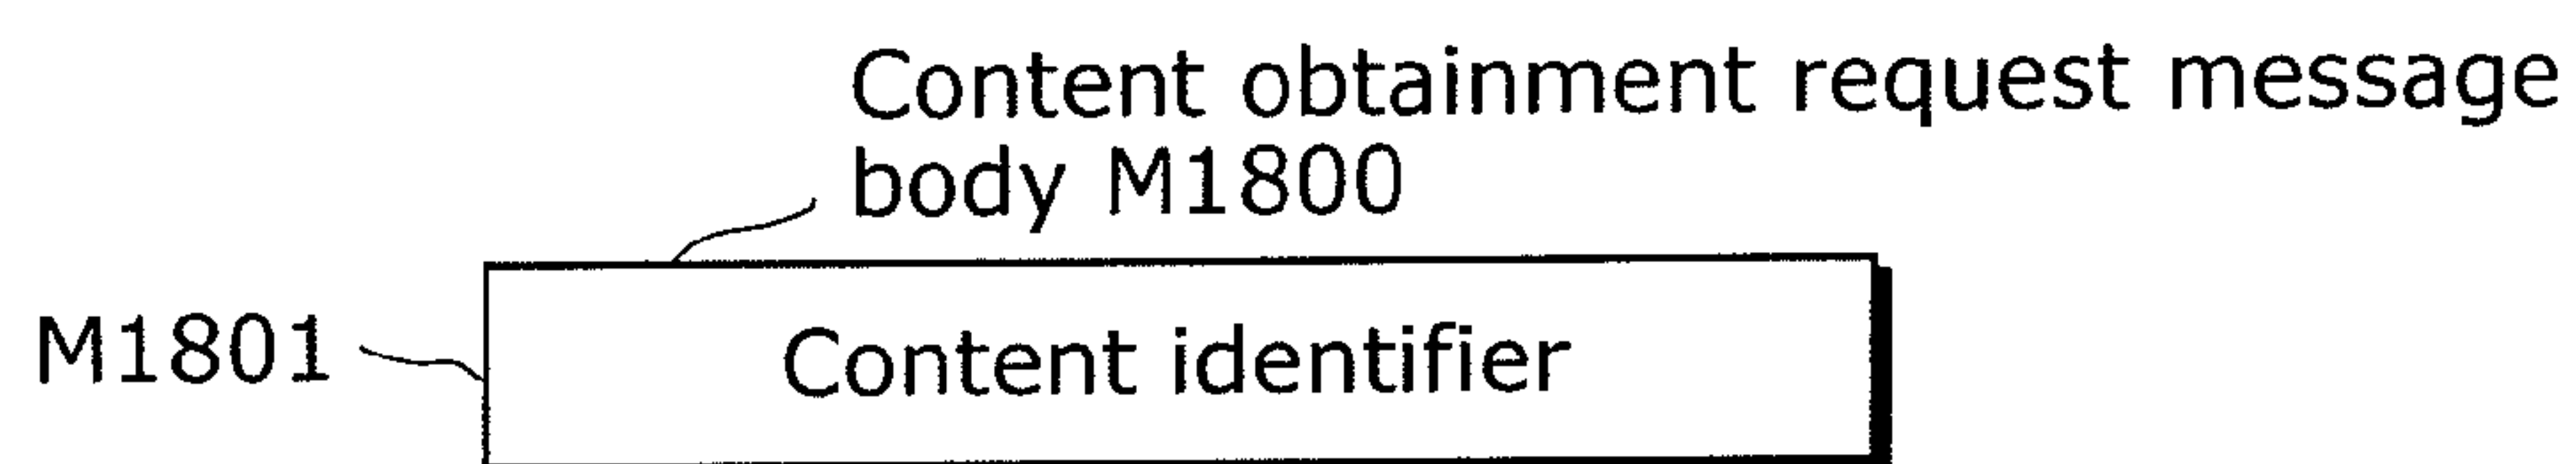 Content obtainment request message
body M1800
M1801
Content identifier